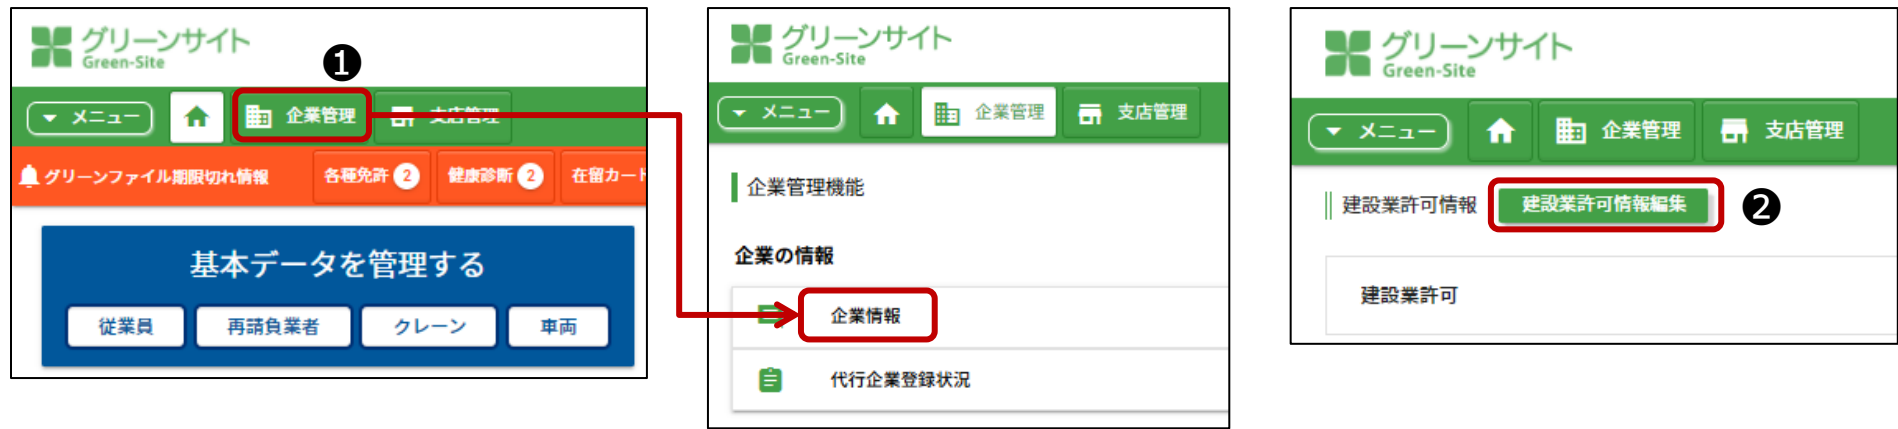 グリーンサイト
Green-Site
❶
メニュー 企業管理 支店管理
グリーンファイル期限切れ情報 各種免許 2 健康診断 2 在留カード
基本データを管理する
従業員 再請負業者 クレーン 車両
グリーンサイト
Green-Site
メニュー 企業管理 支店管理
企業管理機能
企業の情報
企業情報
代行企業登録状況
グリーンサイト
Green-Site
メニュー 企業管理 支店管理
建設業許可情報 建設業許可情報編集 ❷
建設業許可